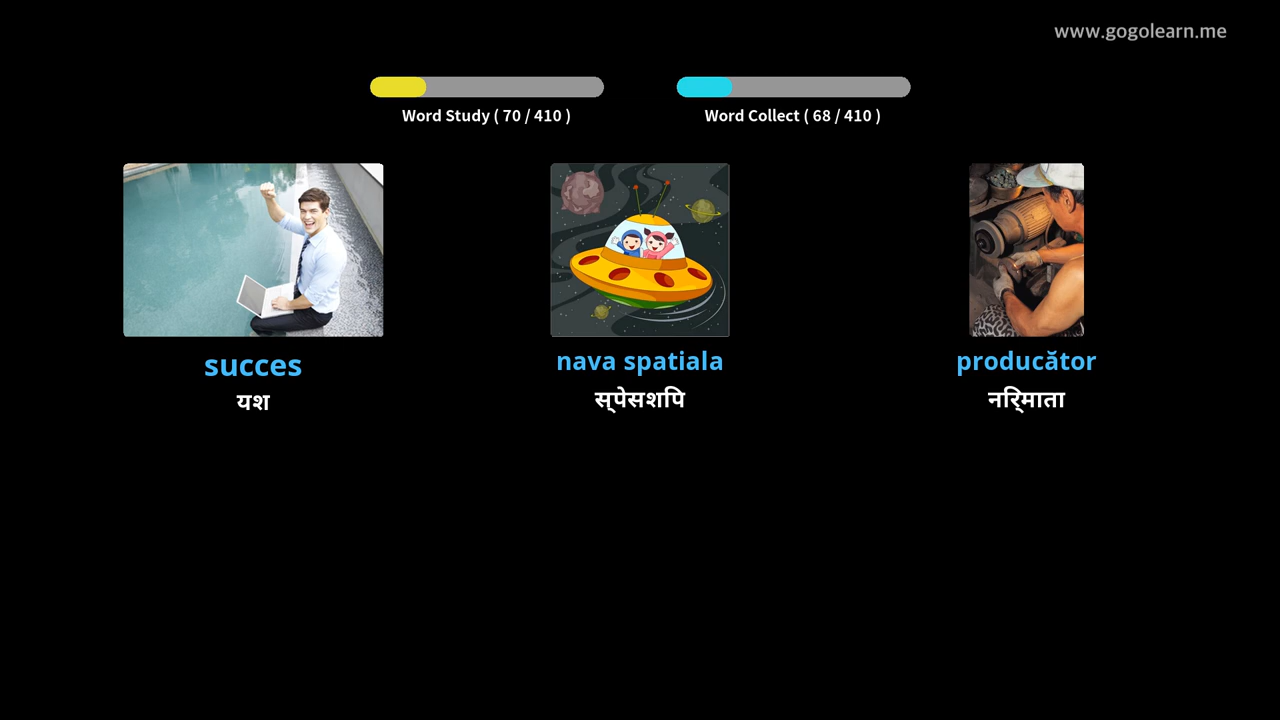 www.gogolearn.me
Word Study ( 70 / 410 )
Word Collect ( 68 / 410 )
succes
nava spatiala
producător
यश
स्पेसशिप
निर्माता